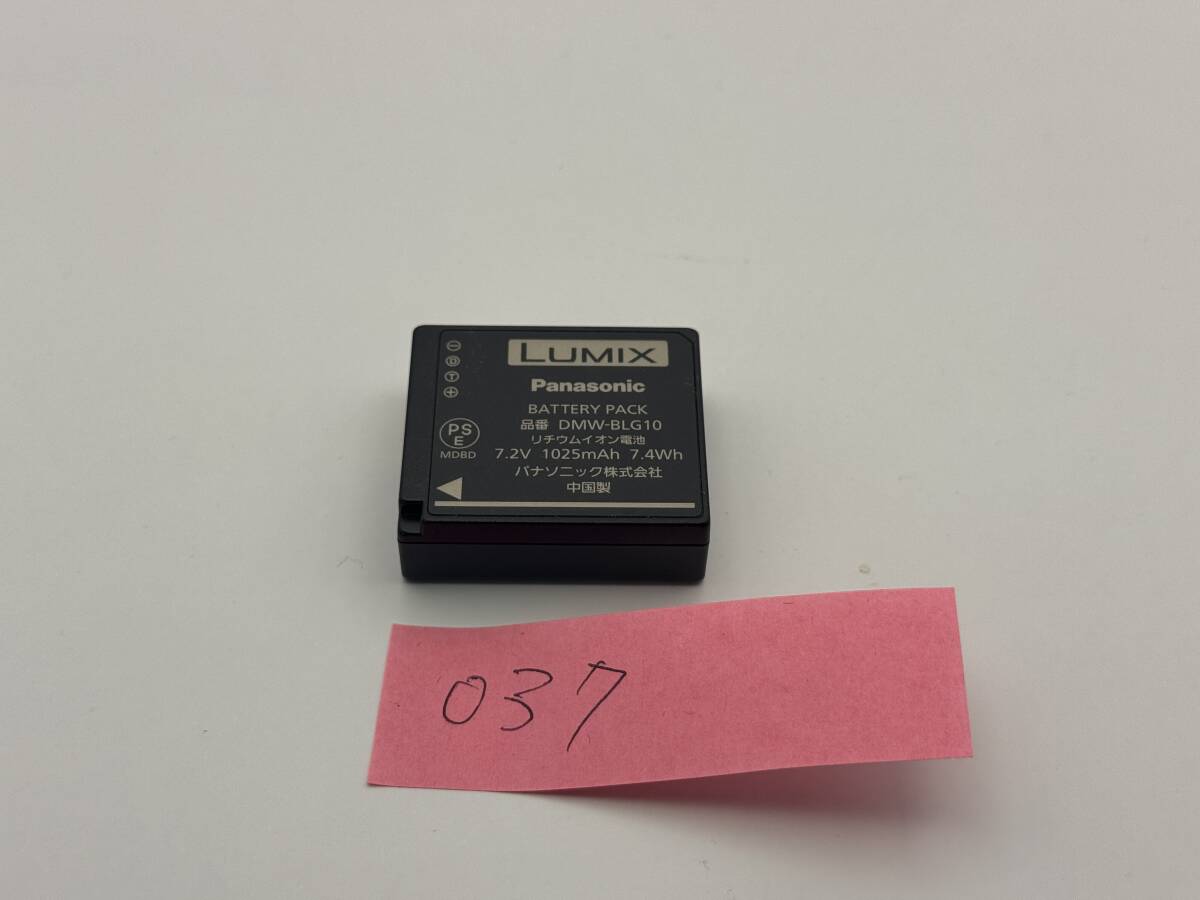 LUMIX
Panasonic
BATTERY PACK
品番 DMW-BLG10
リチウムイオン電池
7.2V 1025mAh 7.4Wh
パナソニック株式会社
中国製
D
T
PS
E
MDBD
037